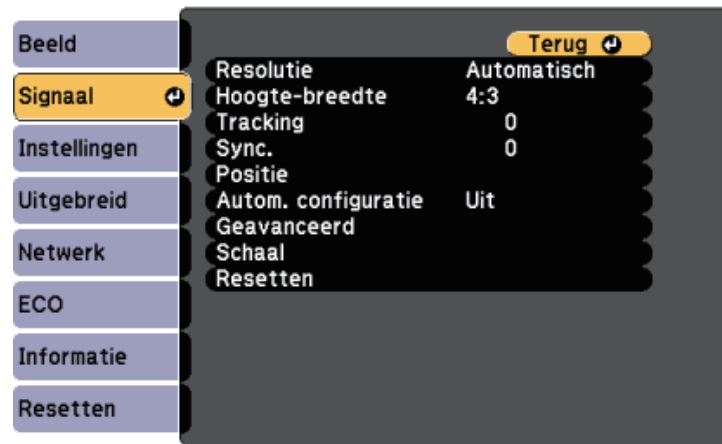 Beeld
Signaal
Instellingen
Uitgebreid
Netwerk
ECO
Informatie
Resetten
Terug
Resolutie Automatisch
Hoogte-breedte 4:3
Tracking 0
Sync. 0
Positie
Autom. configuratie Uit
Geavanceerd
Schaal
Resetten